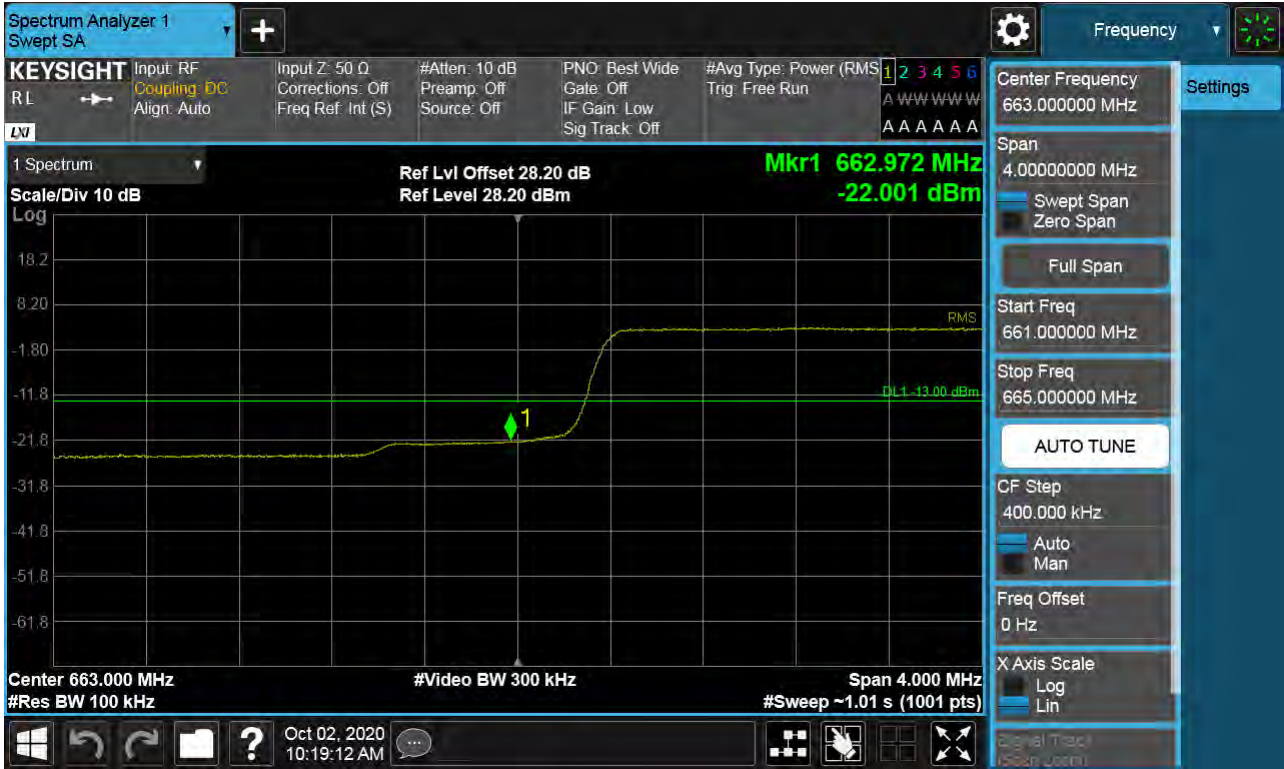 Spectrum Analyzer 1
Swept SA
+
Frequency
KEYSIGHT
R L
LXI
Input: RF
Coupling: DC
Align: Auto
Input Z: 50 Ω
Corrections: Off
Freq Ref: Int (S)
#Atten: 10 dB
Preamp: Off
Source: Off
PNO: Best Wide
Gate: Off
IF Gain: Low
Sig Track: Off
#Avg Type: Power (RMS
Trig: Free Run
1 2 3 4 5 6
A W W W W W
A A A A A A
1 Spectrum
Scale/Div 10 dB
Log
Ref Lvl Offset 28.20 dB
Ref Level 28.20 dBm
Mkr1 662.972 MHz
-22.001 dBm
18.2
8.20
-1.80
-11.8
-21.8
-31.8
-41.8
-51.8
-61.8
RMS
DL1 -13.00 dBm
1
Center 663.000 MHz
#Res BW 100 kHz
#Video BW 300 kHz
Span 4.000 MHz
#Sweep ~1.01 s (1001 pts)
Center Frequency
663.000000 MHz
Settings
Span
4.00000000 MHz
Swept Span
Zero Span
Full Span
Start Freq
661.000000 MHz
Stop Freq
665.000000 MHz
AUTO TUNE
CF Step
400.000 kHz
Auto
Man
Freq Offset
0 Hz
X Axis Scale
Log
Lin
Signal Track
(Span Zoom)
?
Oct 02, 2020
10:19:12 AM